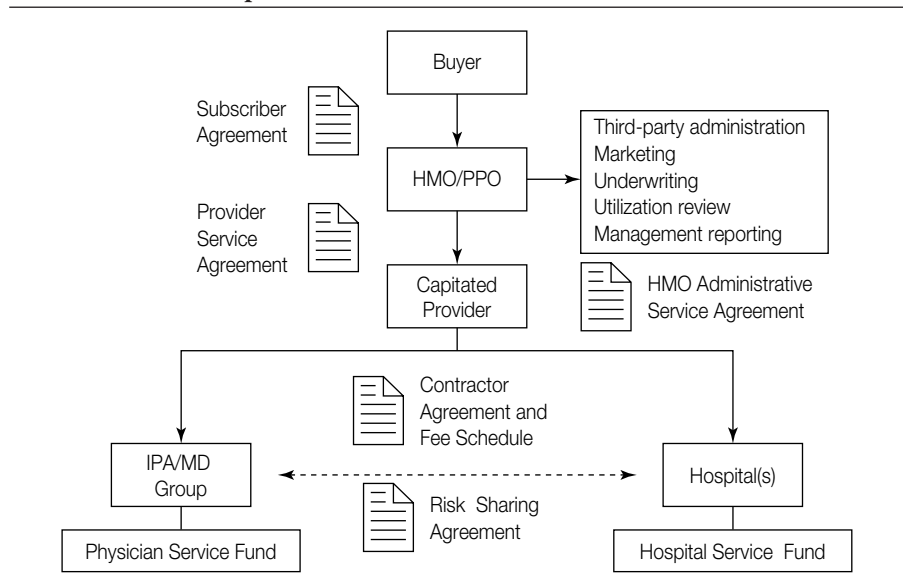 Buyer
Subscriber
Agreement
Third-party administration
Marketing
Underwriting
Utilization review
Management reporting
HMO/PPO
Provider
Service
Agreement
Capitated
Provider
HMO Administrative
Service Agreement
Contractor
Agreement and
Fee Schedule
IPA/MD
Group
Hospital(s)
Risk Sharing
Agreement
Physician Service Fund
Hospital Service Fund